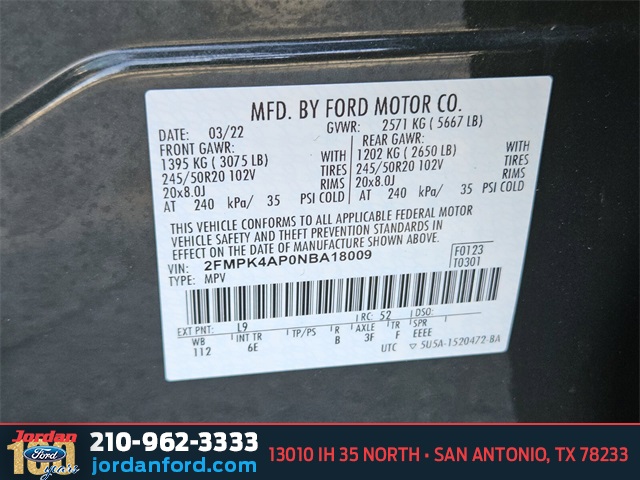 MFD. BY FORD MOTOR CO.
DATE: 03/22 GVWR: 2571 KG (5667 LB)
FRONT GAWR: REAR GAWR:
1395 KG (3075 LB) WITH 1202 KG (2650 LB) WITH
245/50R20 102V TIRES 245/50R20 102V TIRES
20x8.0J RIMS 20x8.0J RIMS
AT 240 kPa/ 35 PSI COLD AT 240 kPa/ 35 PSI COLD
THIS VEHICLE CONFORMS TO ALL APPLICABLE FEDERAL MOTOR
VEHICLE SAFETY AND THEFT PREVENTION STANDARDS IN
EFFECT ON THE DATE OF MANUFACTURE SHOWN ABOVE.
VIN: 2FMPK4AP0NBA18009 F0123
TYPE: MPV T0301
EXT PNT: L9 RC: 52 DSO:
WB INT TR TP/PS R AXLE TR SPR
112 6E B 3F F EEEE
UTC ▽ 5U5A-1520472-BA
Jordan
Ford
100
years
210-962-3333
jordanford.com
13010 IH 35 NORTH • SAN ANTONIO, TX 78233